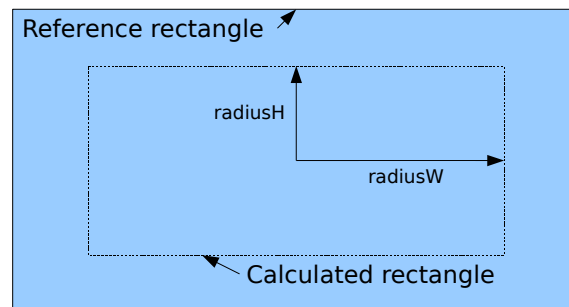 Reference rectangle
radiusH
radiusW
Calculated rectangle